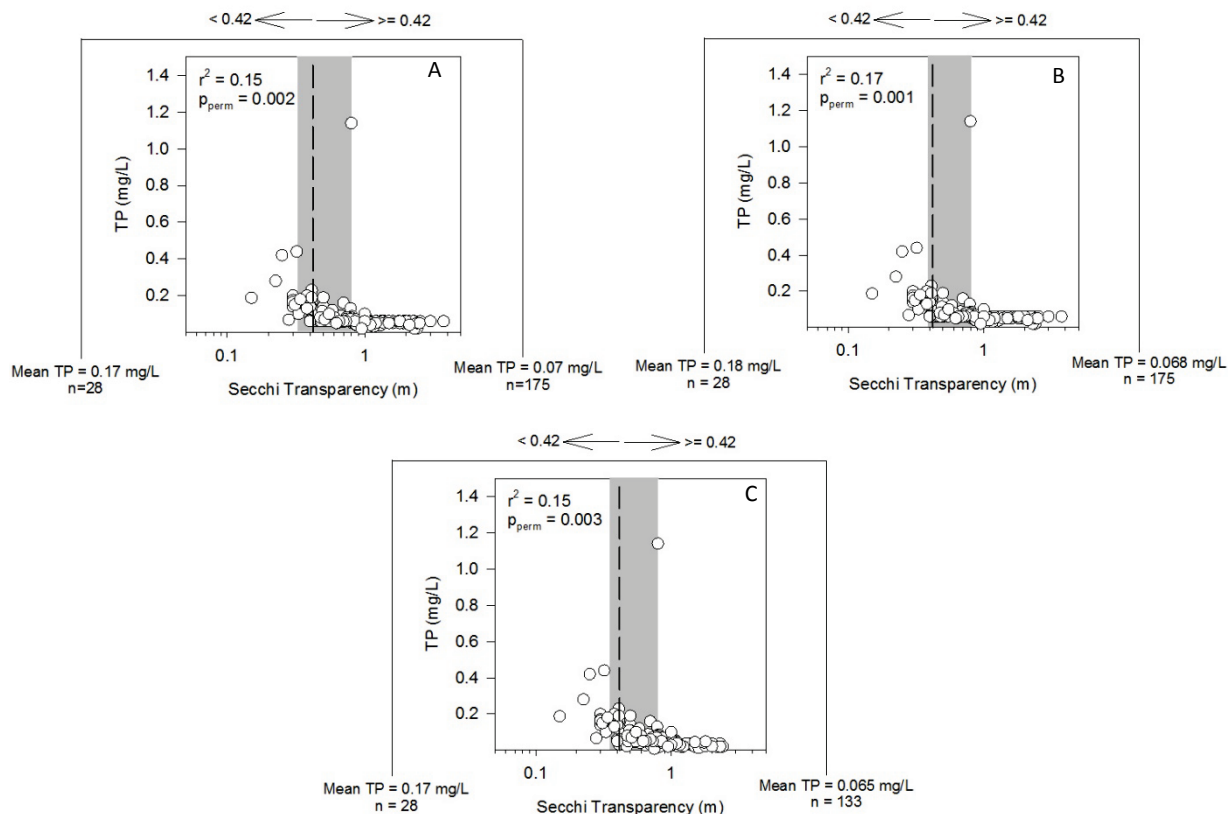 < 0.42 >= 0.42
A
r² = 0.15
p_perm = 0.002
1.4
1.2
1.0
0.8
0.6
0.4
0.2
TP (mg/L)
0.1 1
Secchi Transparency (m)
Mean TP = 0.17 mg/L
n=28
Mean TP = 0.07 mg/L
n=175
< 0.42 >= 0.42
B
r² = 0.17
p_perm = 0.001
1.4
1.2
1.0
0.8
0.6
0.4
0.2
TP (mg/L)
0.1 1
Secchi Transparency (m)
Mean TP = 0.18 mg/L
n = 28
Mean TP = 0.068 mg/L
n = 175
< 0.42 >= 0.42
C
r² = 0.15
p_perm = 0.003
1.4
1.2
1.0
0.8
0.6
0.4
0.2
TP (mg/L)
0.1 1
Secchi Transparency (m)
Mean TP = 0.17 mg/L
n = 28
Mean TP = 0.065 mg/L
n = 133